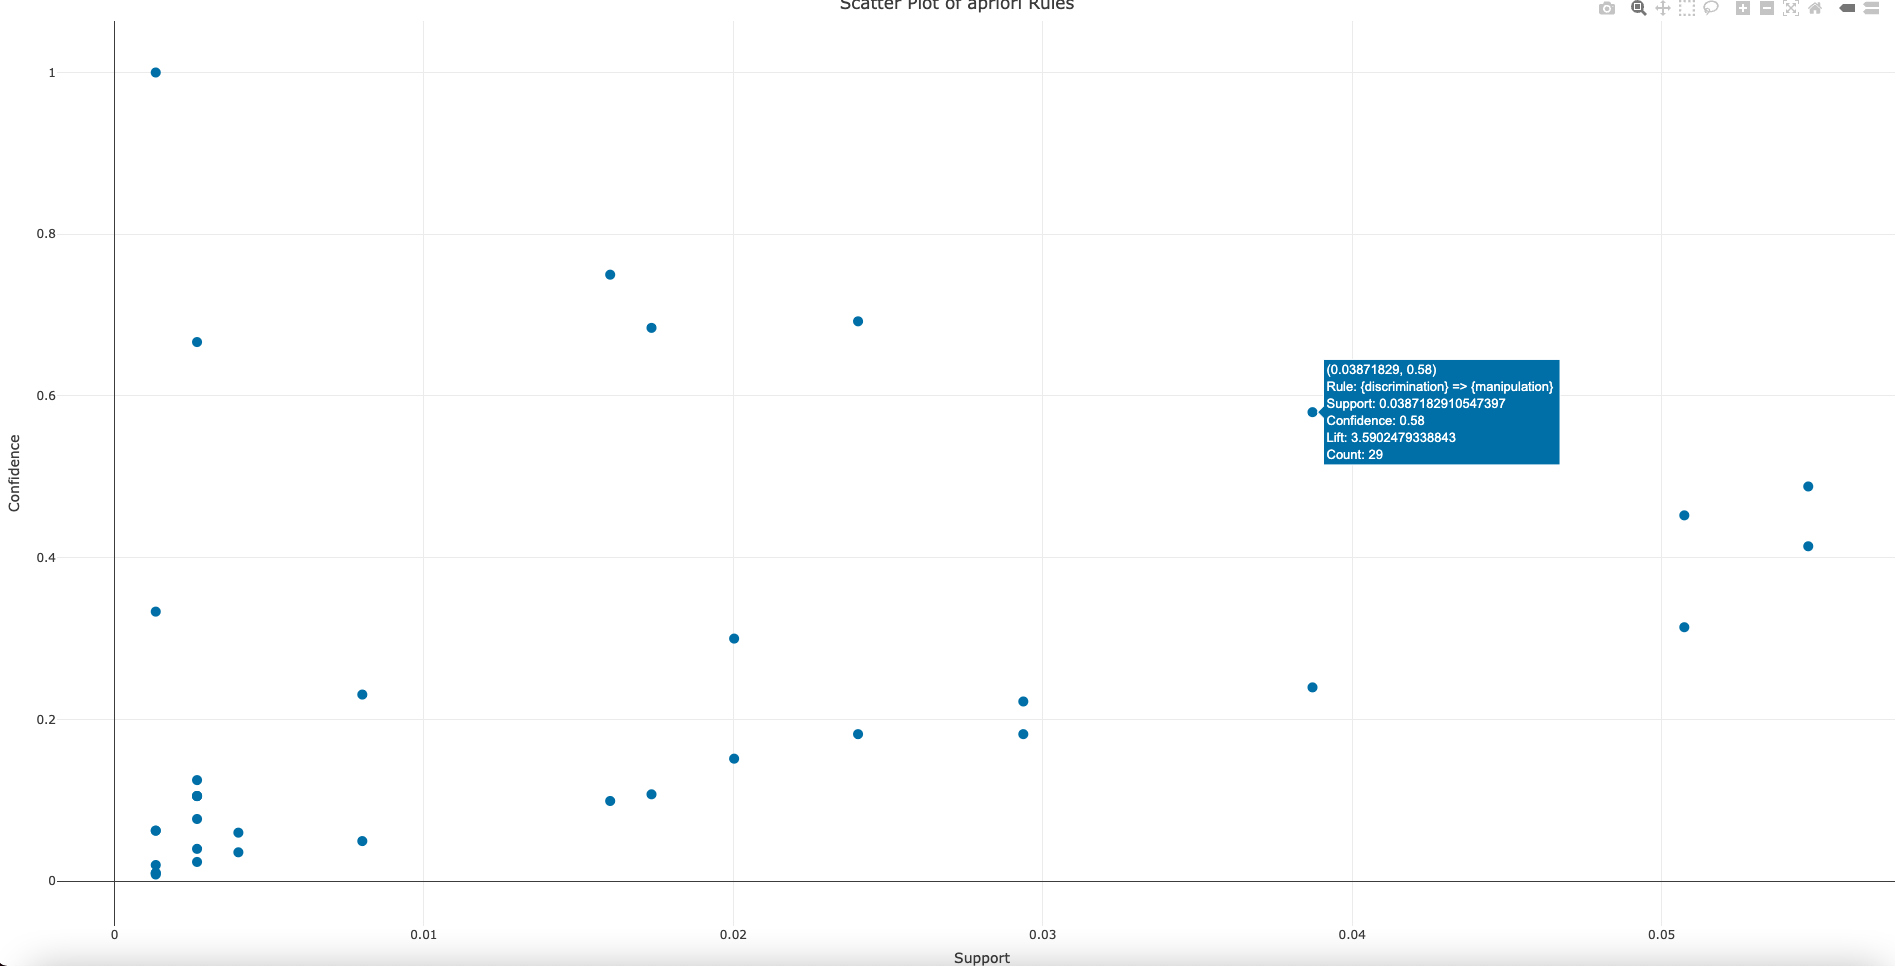 Scatter Plot of apriori Rules
1
0.8
0.6
0.4
0.2
0
Confidence
(0.03871829, 0.58)
Rule: {discrimination} => {manipulation}
Support: 0.0387182910547397
Confidence: 0.58
Lift: 3.5902479338843
Count: 29
0
0.01
0.02
0.03
0.04
0.05
Support